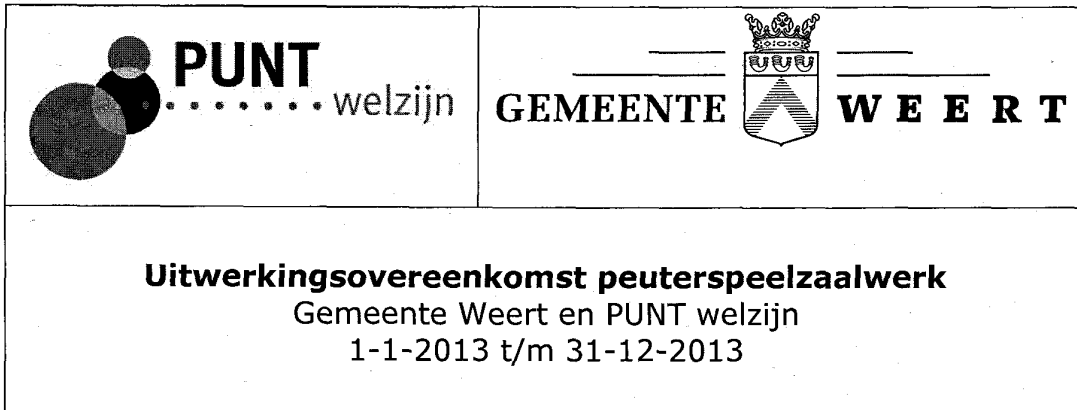 PUNT
welzijn
GEMEENTE WEERT
Uitwerkingsovereenkomst peuterspeelzaalwerk
Gemeente Weert en PUNT welzijn
1-1-2013 t/m 31-12-2013